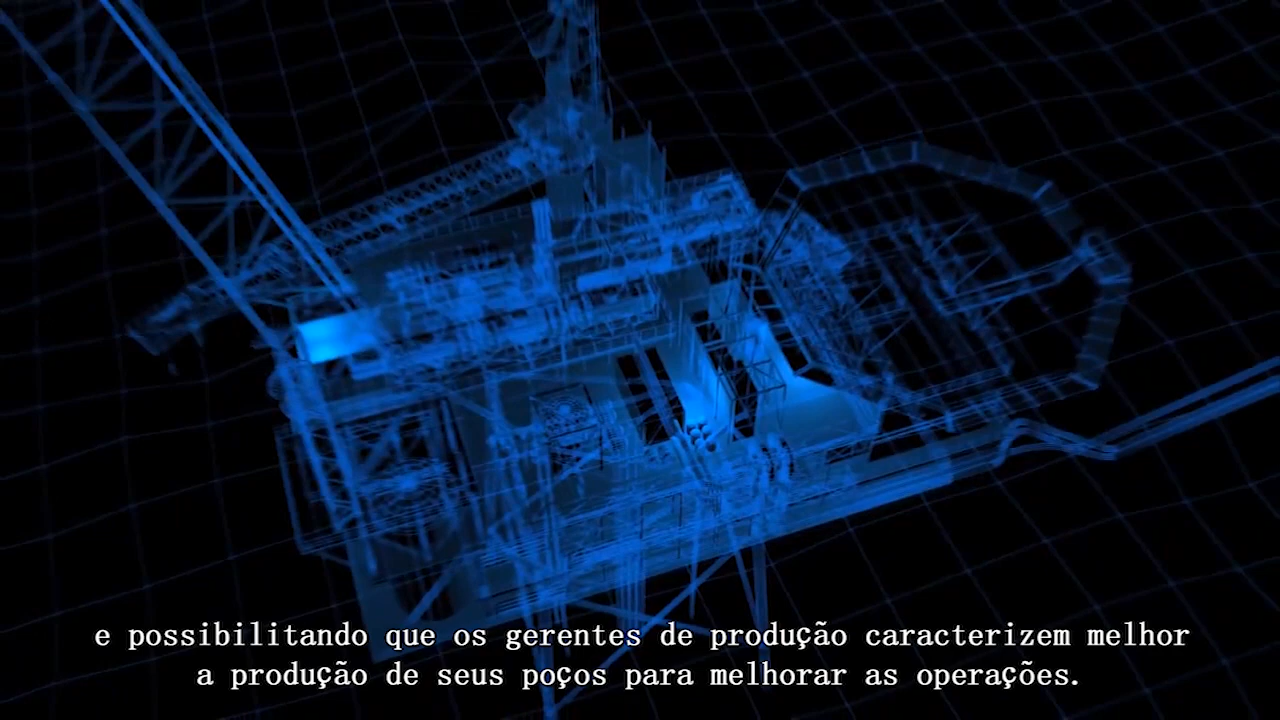 e possibilitando que os gerentes de produção caracterizem melhor
a produção de seus poços para melhorar as operações.